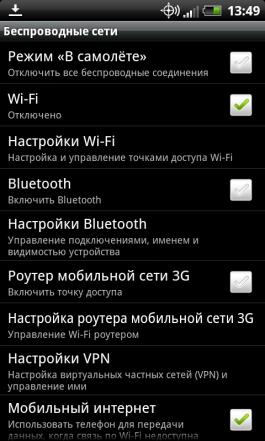 13:49
Беспроводные сети
Режим «В самолёте»
Отключить все беспроводные соединения
Wi-Fi
Отключено
Настройки Wi-Fi
Настройка и управление точками доступа Wi-Fi
Bluetooth
Включить Bluetooth
Настройки Bluetooth
Управление подключениями, именем и
видимостью устройства
Роутер мобильной сети 3G
Включить точку доступа
Настройка роутера мобильной сети 3G
Управление Wi-Fi роутером
Настройки VPN
Настройка виртуальных частных сетей (VPN) и
управление ими
Мобильный интернет
Использовать телефон для передачи
данных, когда связь по Wi-Fi недоступна